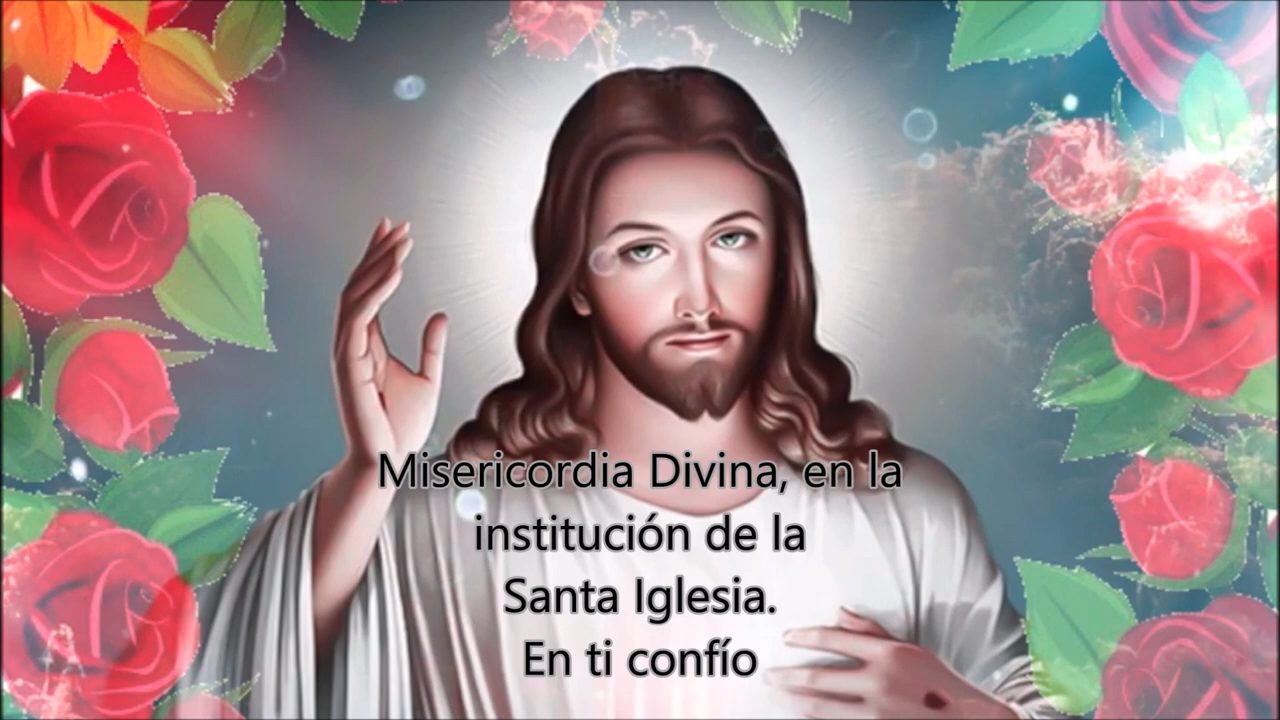 Misericordia Divina, en la
institución de la
Santa Iglesia.
En ti confío